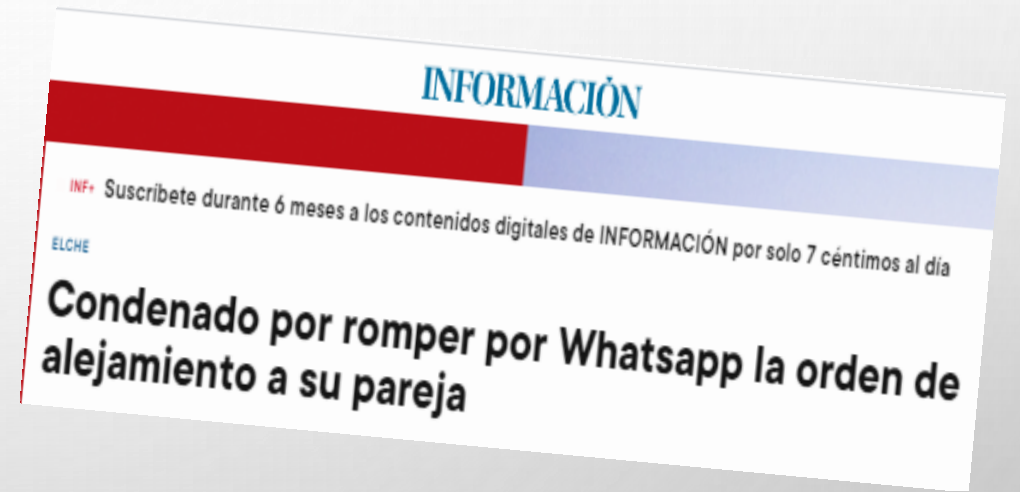 INFORMACIÓN
INF+ Suscríbete durante 6 meses a los contenidos digitales de INFORMACIÓN por solo 7 céntimos al día
ELCHE
Condenado por romper por Whatsapp la orden de
alejamiento a su pareja